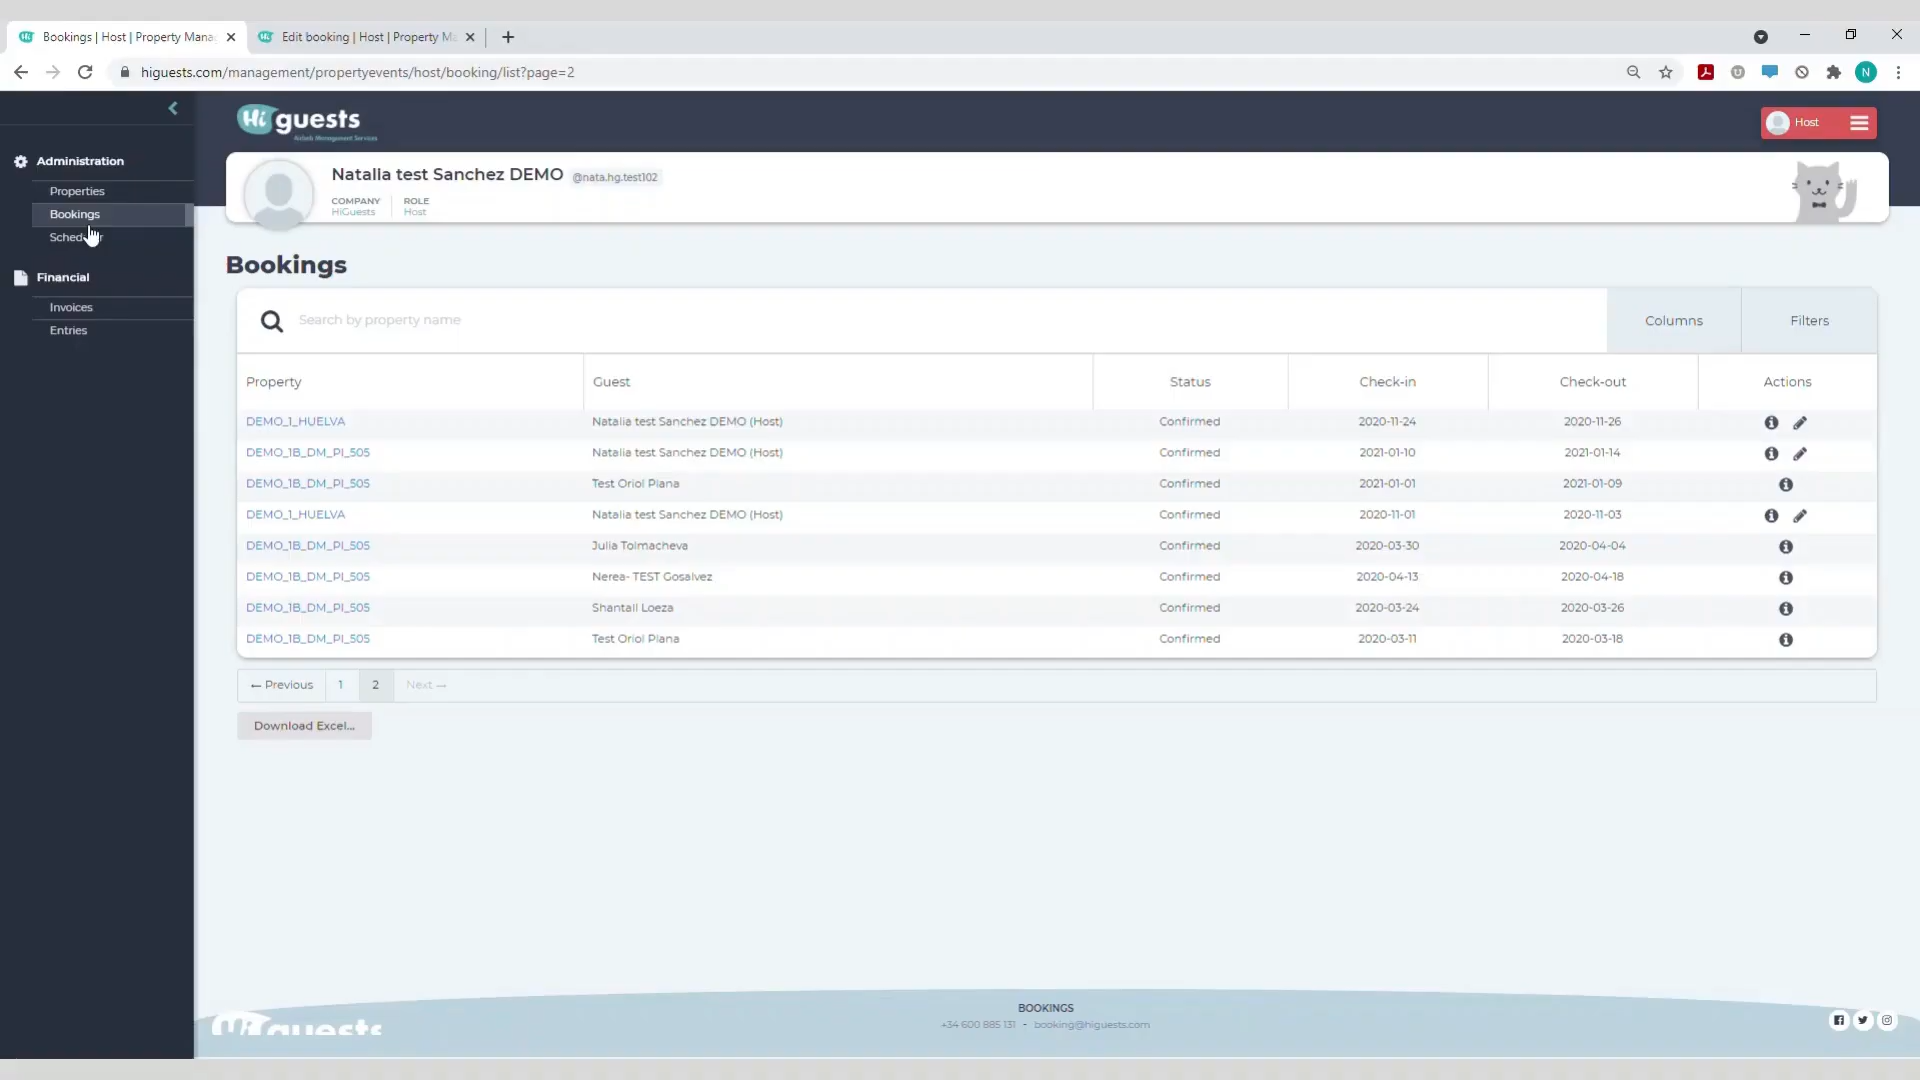 Bookings | Host | Property Mana
Edit booking | Host | Property Ma
higuests.com/management/propertyevents/host/booking/list?page=2
N
Hi guests
Airbnb Management Services
Host
Administration
Properties
Bookings
Financial
Invoices
Entries
Natalia test Sanchez DEMO @nata.hg.test102
COMPANY ROLE
HiGuests Host
Bookings
Search by property name Columns Filters
Property Guest Status Check-in Check-out Actions
DEMO_1_HUELVA Natalia test Sanchez DEMO (Host) Confirmed 2020-11-24 2020-11-26
DEMO_1B_DM_PI_505 Natalia test Sanchez DEMO (Host) Confirmed 2021-01-10 2021-01-14
DEMO_1B_DM_PI_505 Test Oriol Plana Confirmed 2021-01-01 2021-01-09
DEMO_1_HUELVA Natalia test Sanchez DEMO (Host) Confirmed 2020-11-01 2020-11-03
DEMO_1B_DM_PI_505 Julia Tolmacheva Confirmed 2020-03-30 2020-04-04
DEMO_1B_DM_PI_505 Nerea- TEST Gosalvez Confirmed 2020-04-13 2020-04-18
DEMO_1B_DM_PI_505 Shantall Loeza Confirmed 2020-03-24 2020-03-26
DEMO_1B_DM_PI_505 Test Oriol Plana Confirmed 2020-03-11 2020-03-18
← Previous 1 2 Next →
Download Excel...
BOOKINGS
+34 600 885 131 - booking@higuests.com
Hi guests